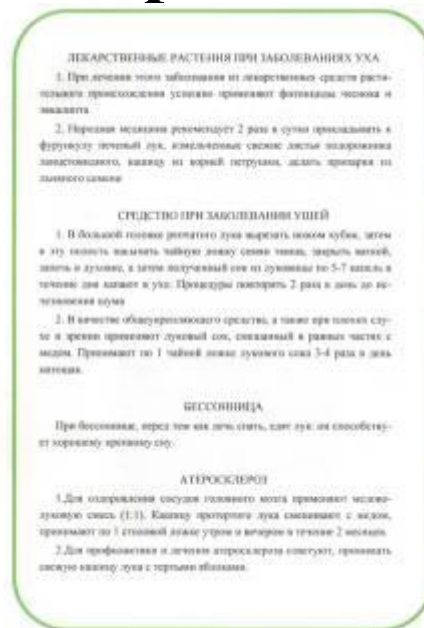 ЛЕКАРСТВЕННЫЕ РАСТЕНИЯ ПРИ ЗАБОЛЕВАНИЯХ УХА
1. При лечении этого заболевания из лекарственных средств расти-
тельного происхождения успешно применяют фитонциды чеснока и
эвкалипта.
2. Народная медицина рекомендует 2 раза в сутки прикладывать к
фурункулу печеный лук, измельченные свежие листья подорожника
ланцетовидного, кашицу из корней петрушки, делать припарки из
льняного семени
СРЕДСТВО ПРИ ЗАБОЛЕВАНИИ УШЕЙ
1. В большой головке репчатого лука вырезать ножом кубик, затем
в эту полость насыпать чайную ложку семян тмина, закрыть ваткой,
запечь в духовке, а затем полученный сок из луковицы по 5-7 капель в
течение дня капают в ухо. Процедуры повторять 2 раза в день до ис-
чезновения шума
2. В качестве общеукрепляющего средства, а также при плохих слу-
хе и зрении применяют луковый сок, смешанный в равных частях с
медом. Принимают по 1 чайной ложке лукового сока 3-4 раза в день
натощак.
БЕССОННИЦА
При бессоннице, перед тем как лечь спать, едят лук: он способству-
ет хорошему крепкому сну.
АТЕРОСКЛЕРОЗ
1.Для оздоровления сосудов головного мозга применяют медово-
луковую смесь (1:1). Кашицу протертого лука смешивают с медом,
принимают по 1 столовой ложке утром и вечером в течение 2 месяцев.
2.Для профилактики и лечения атеросклероза советуют, принимать
свежую кашицу лука с тертыми яблоками.